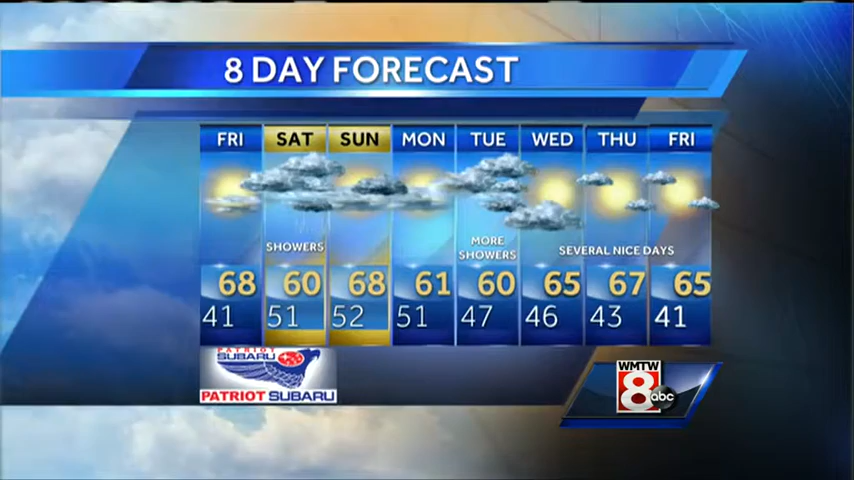 8 DAY FORECAST
FRI SAT SUN MON TUE WED THU FRI
SHOWERS
MORE
SHOWERS
SEVERAL NICE DAYS
68 60 68 61 60 65 67 65
41 51 52 51 47 46 43 41
PATRIOT
SUBARU
PATRIOT SUBARU
WMTW
8
abc